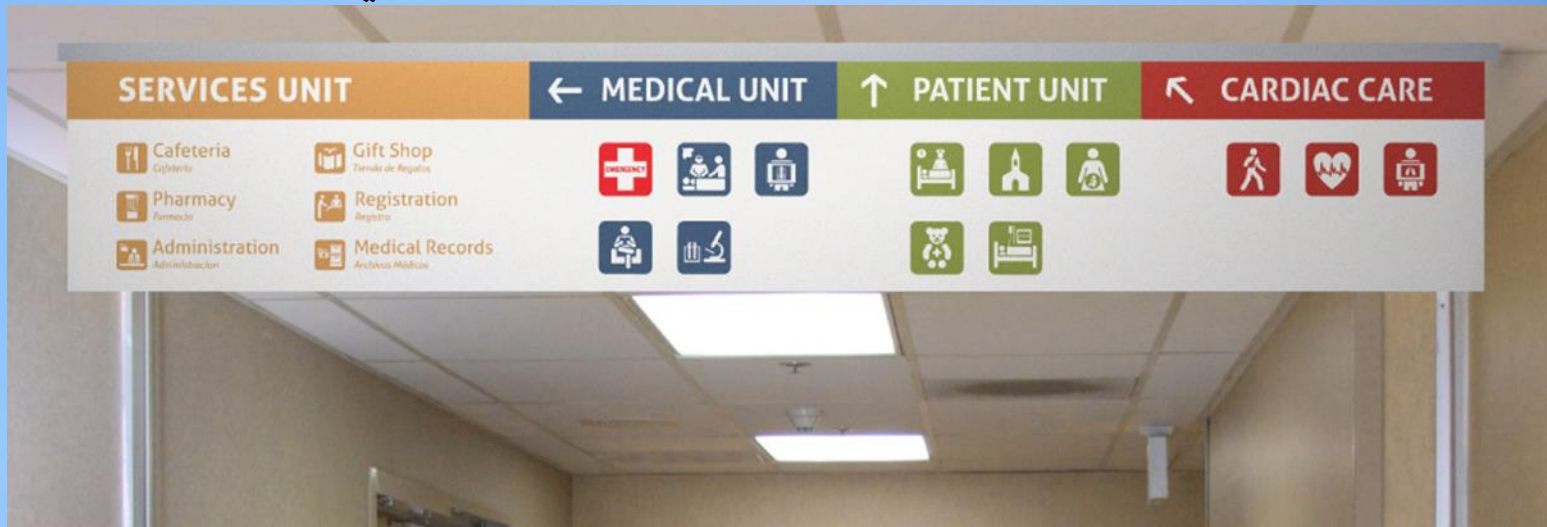 SERVICES UNIT
← MEDICAL UNIT
↑ PATIENT UNIT
↖ CARDIAC CARE
Cafeteria
Cafetería
Gift Shop
Tienda de Regalos
EMERGENCY
Pharmacy
Farmacia
Registration
Registro
Administration
Administracion
Medical Records
Archivos Médicos